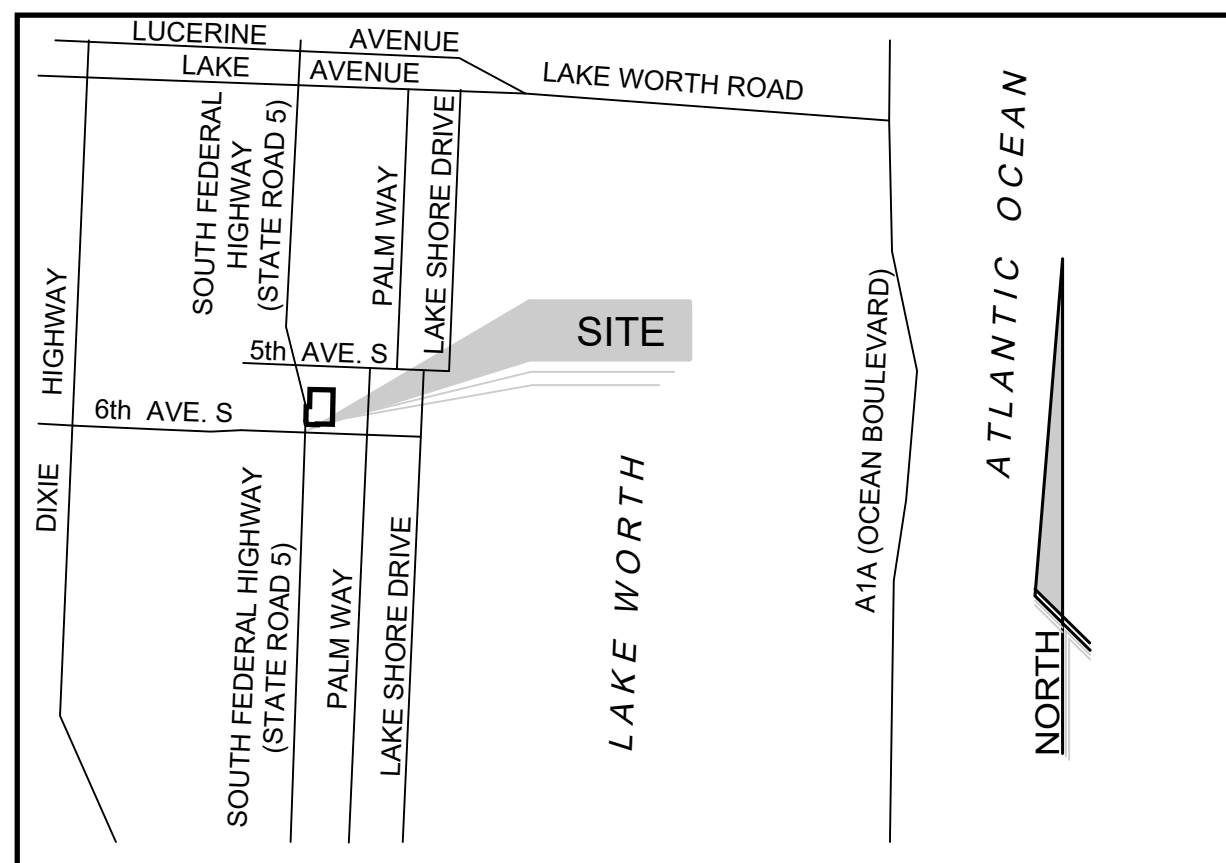 LUCERINE AVENUE
LAKE AVENUE
LAKE WORTH ROAD
SOUTH FEDERAL
HIGHWAY
(STATE ROAD 5)
PALM WAY
LAKE SHORE DRIVE
ATLANTIC OCEAN
A1A (OCEAN BOULEVARD)
SITE
5th AVE. S
6th AVE. S
DIXIE HIGHWAY
SOUTH FEDERAL HIGHWAY
(STATE ROAD 5)
PALM WAY
LAKE SHORE DRIVE
LAKE WORTH
NORTH